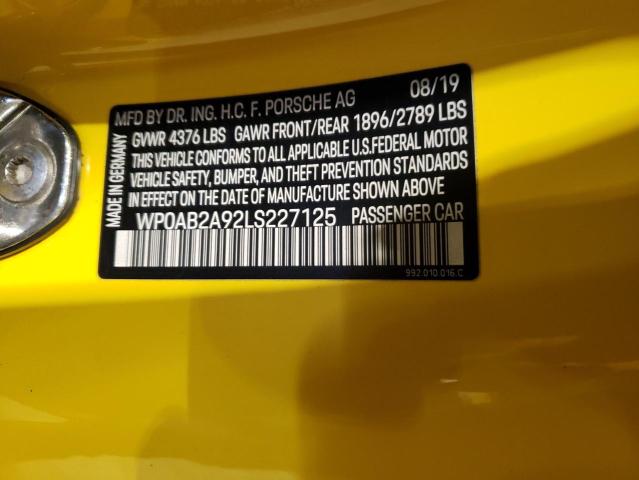 MFD BY DR. ING. H.C. F. PORSCHE AG 08/19
GVWR 4376 LBS GAWR FRONT/REAR 1896/2789 LBS
THIS VEHICLE CONFORMS TO ALL APPLICABLE U.S.FEDERAL MOTOR
VEHICLE SAFETY, BUMPER, AND THEFT PREVENTION STANDARDS
IN EFFECT ON THE DATE OF MANUFACTURE SHOWN ABOVE
WP0AB2A92LS227125 PASSENGER CAR
992.010 016.C
MADE IN GERMANY